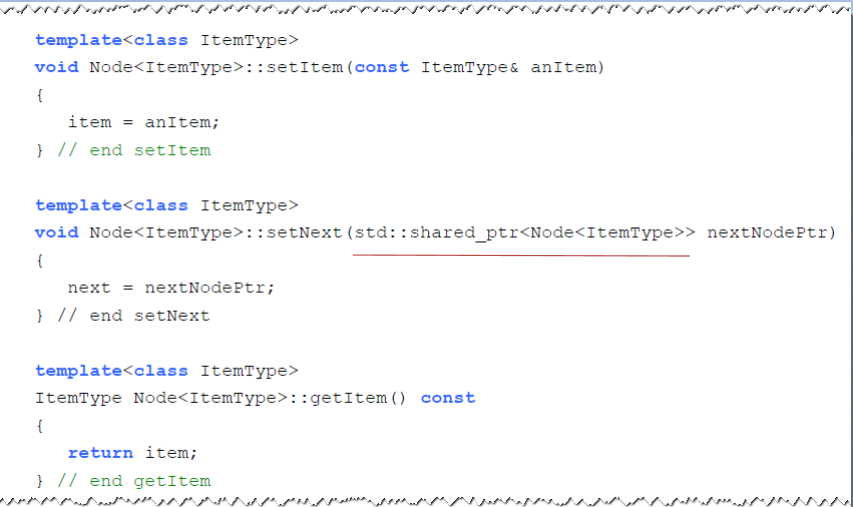 template<class ItemType>
void Node<ItemType>::setItem(const ItemType& anItem)
{
   item = anItem;
} // end setItem

template<class ItemType>
void Node<ItemType>::setNext(std::shared_ptr<Node<ItemType>> nextNodePtr)
{
   next = nextNodePtr;
} // end setNext

template<class ItemType>
ItemType Node<ItemType>::getItem() const
{
   return item;
} // end getItem